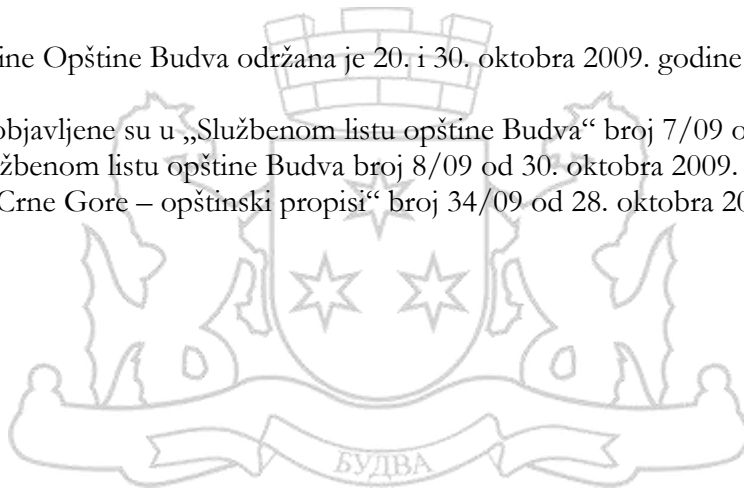 ine Opštine Budva održana je 20. i 30. oktobra 2009. godine
objavljene su u „Službenom listu opštine Budva“ broj 7/09 o
žbenom listu opštine Budva broj 8/09 od 30. oktobra 2009.
Crne Gore – opštinski propisi“ broj 34/09 od 28. oktobra 20
БУДВА